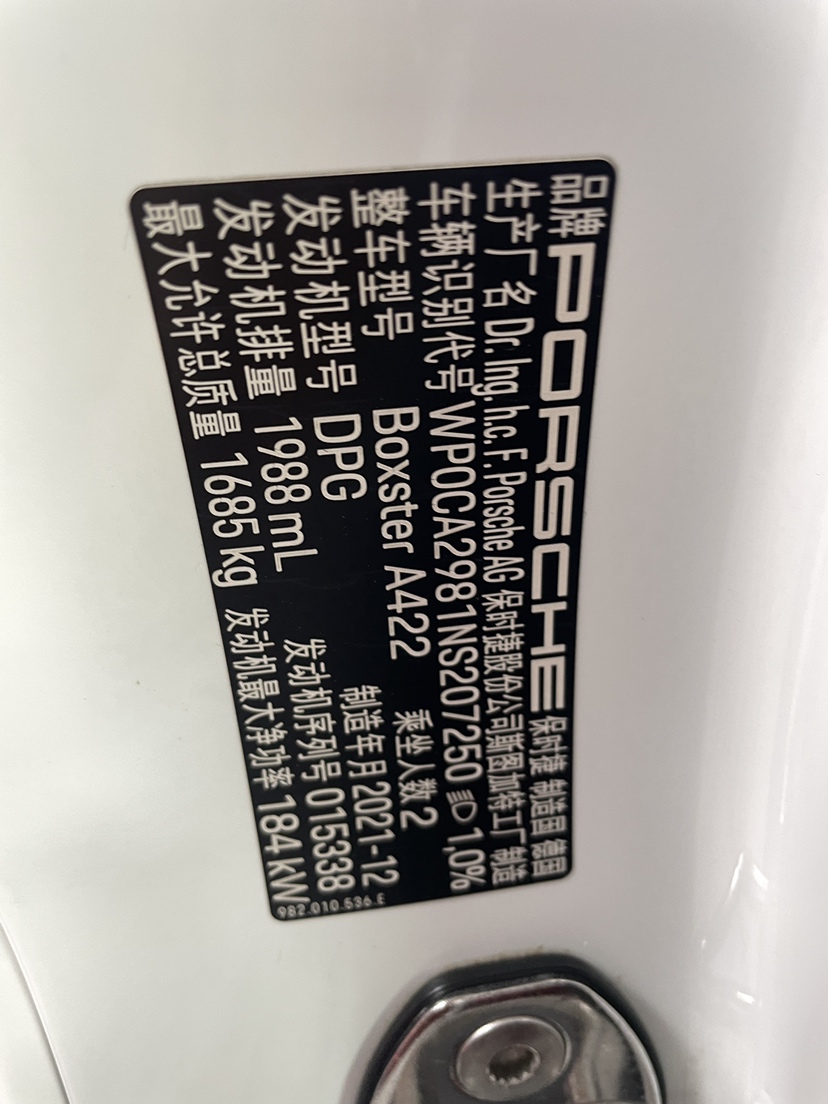 品牌 PORSCHE 保时捷 制造国 德国
生产厂名 Dr. Ing. h.c. F. Porsche AG 保时捷股份公司斯图加特工厂 制造
车辆识别代号 WP0CA2981NS207250 1,0%
整车型号 Boxster A422 乘坐人数 2
发动机型号 DPG 制造年月 2021-12
发动机排量 1988 mL 发动机序列号 015338
最大允许总质量 1685 kg 发动机最大净功率 184 kW
982.010.536.E